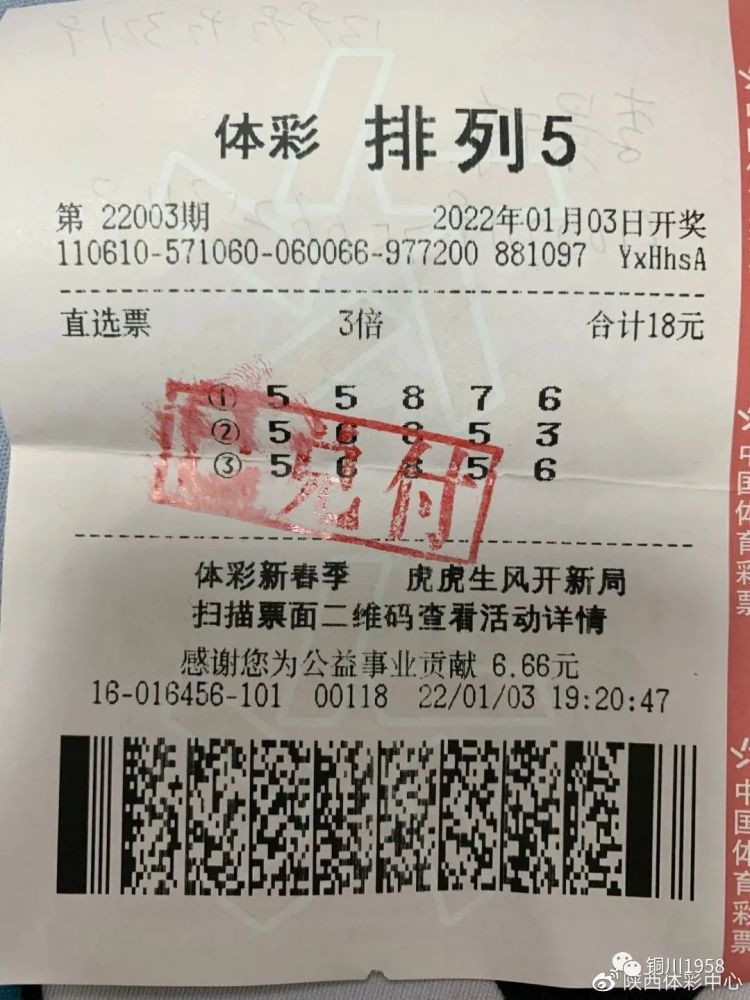 体彩 排列5
第 22003期 2022年01月03日开奖
110610-571060-060066-977200 881097 YxHhsA
直选票 3倍 合计18元
① 5 5 8 7 6
② 5 6 8 5 3
③ 5 6 8 5 6
兑付
体彩新春季 虎虎生风开新局
扫描票面二维码查看活动详情
感谢您为公益事业贡献 6.66元
16-016456-101 00118 22/01/03 19:20:47
中国体育彩票
中国体育彩票
铜川1958
陕西体彩中心